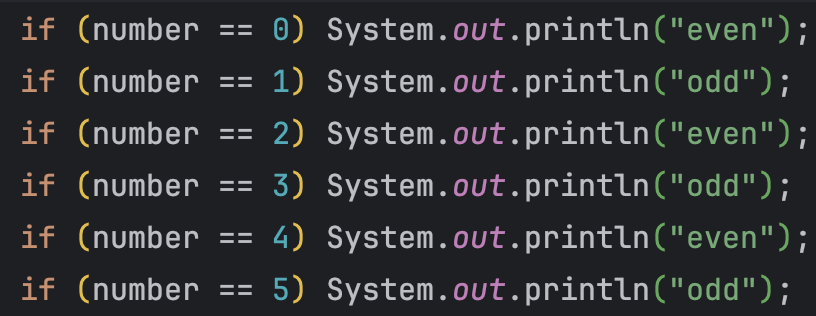 if (number == 0) System.out.println("even");
if (number == 1) System.out.println("odd");
if (number == 2) System.out.println("even");
if (number == 3) System.out.println("odd");
if (number == 4) System.out.println("even");
if (number == 5) System.out.println("odd");